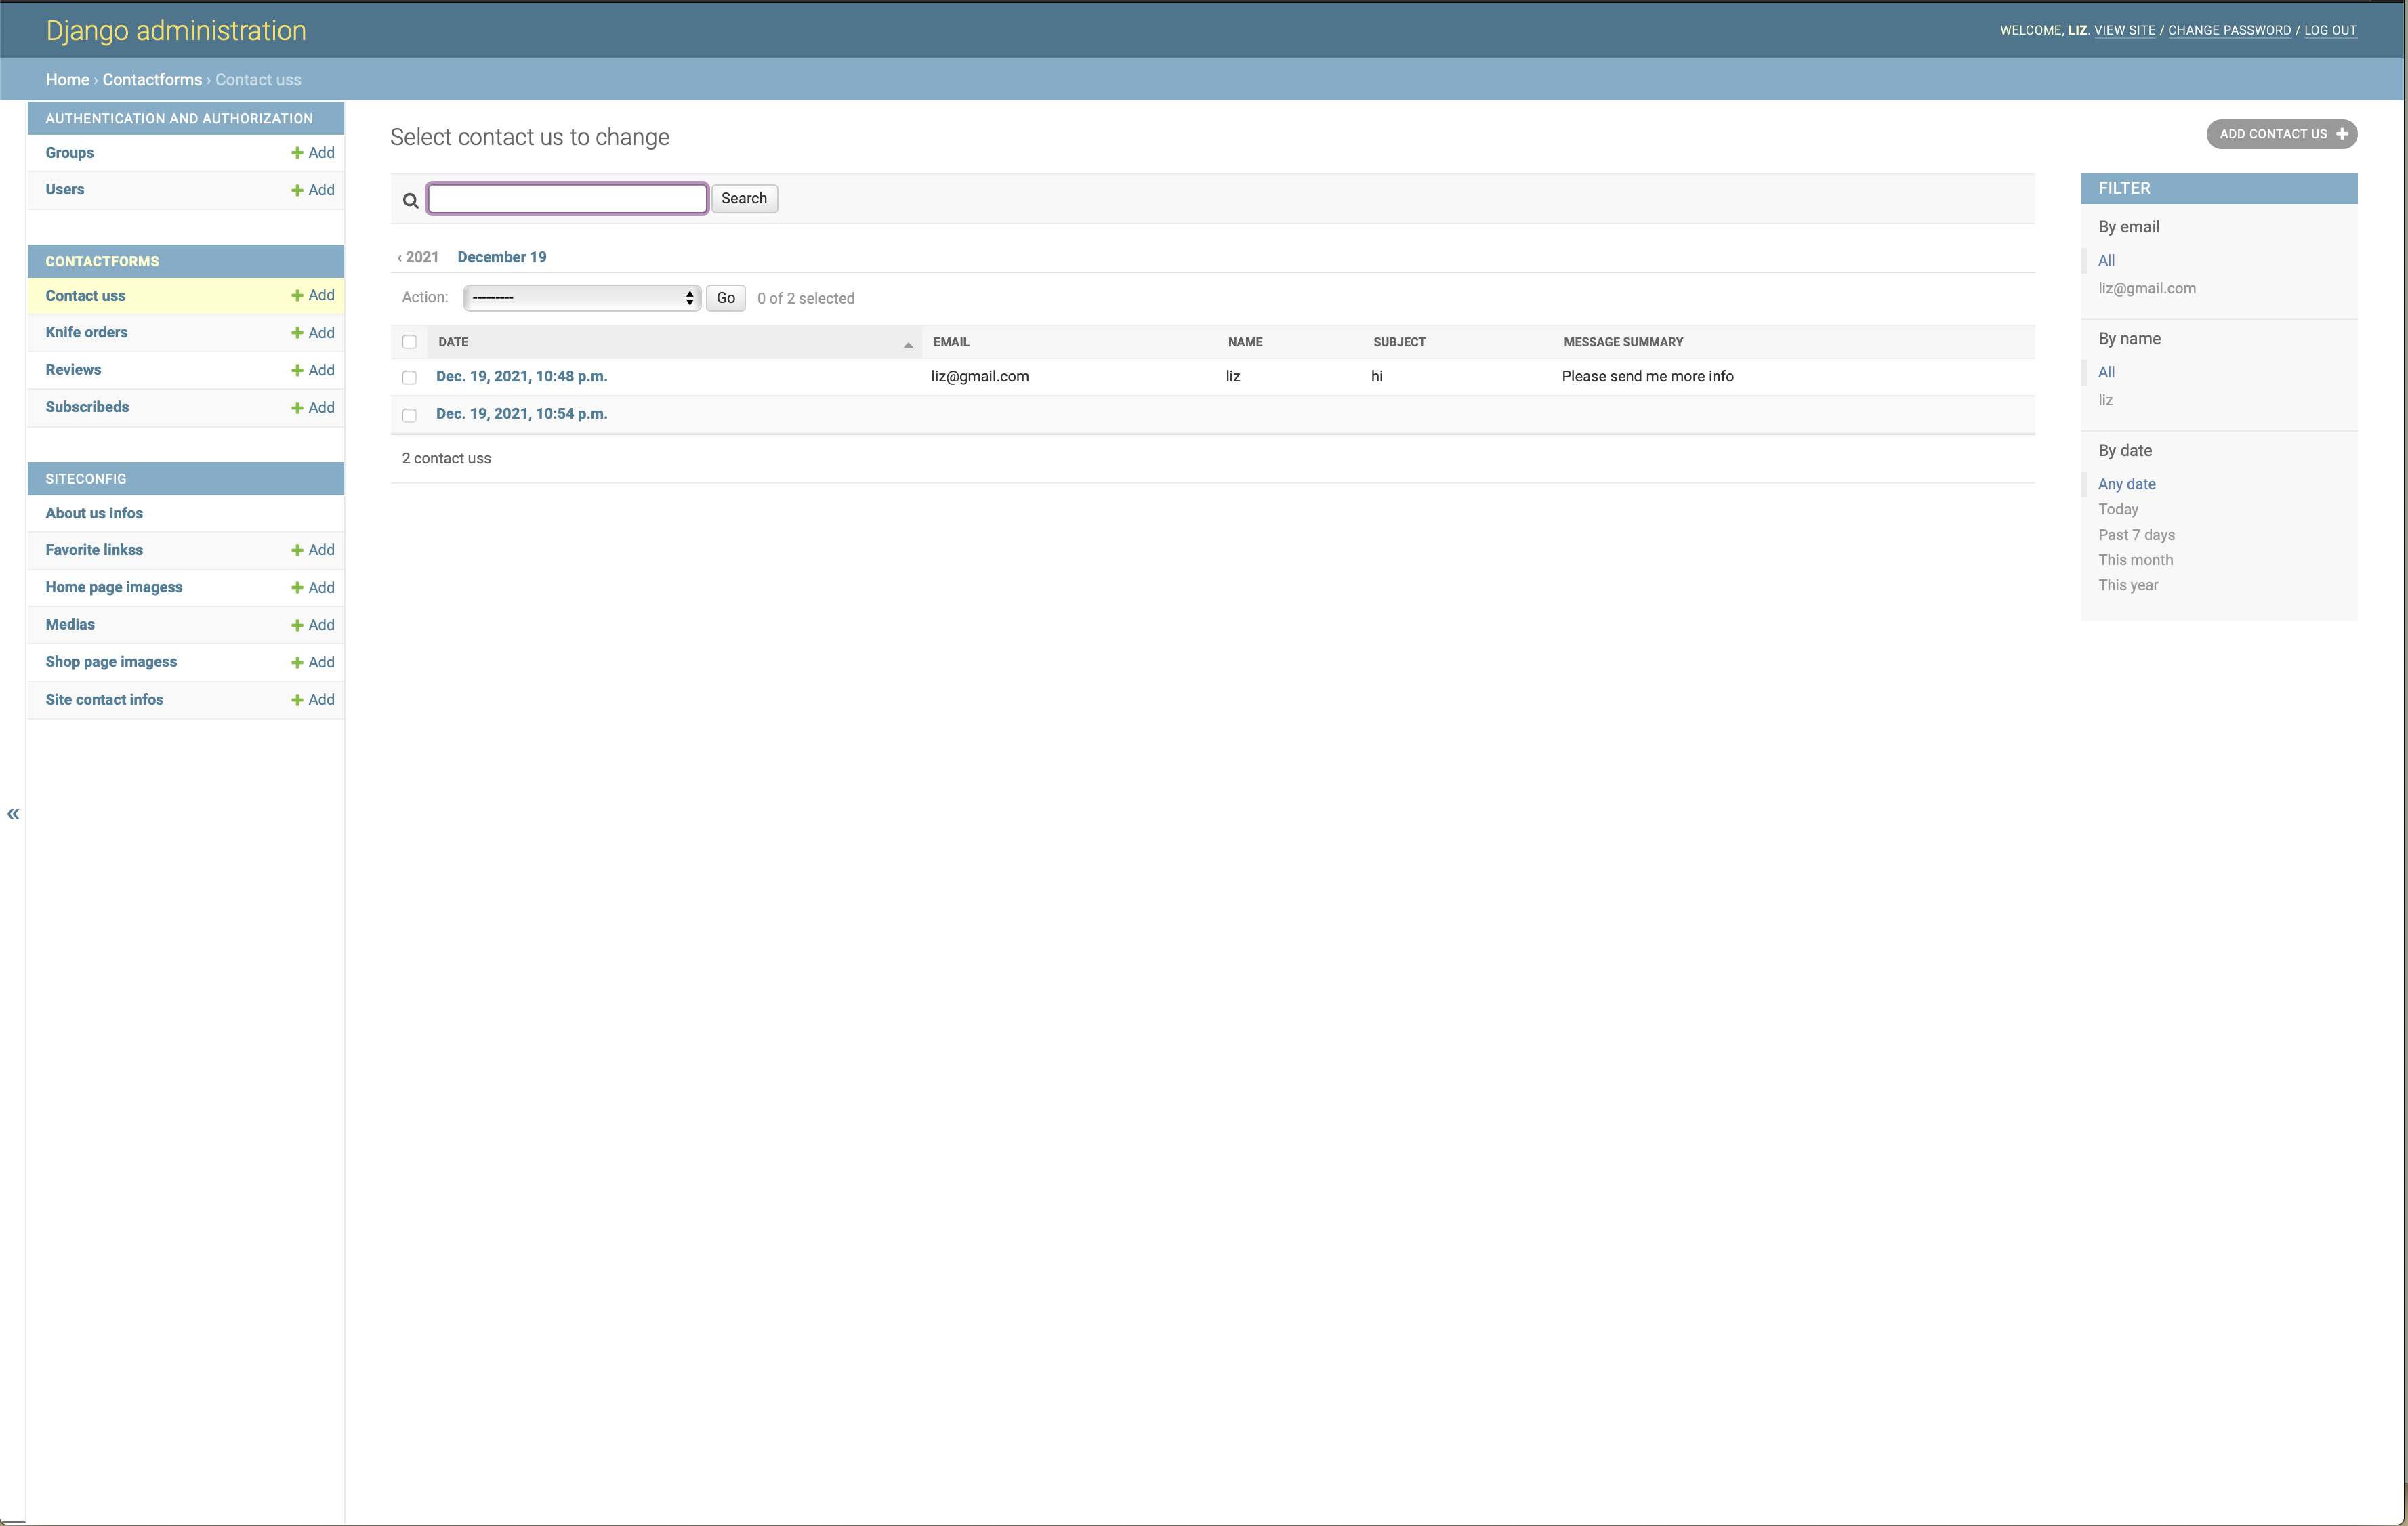 Django administration
WELCOME, LIZ. VIEW SITE / CHANGE PASSWORD / LOG OUT
Home › Contactforms › Contact uss
AUTHENTICATION AND AUTHORIZATION
Groups + Add
Users + Add
CONTACTFORMS
Contact uss + Add
Knife orders + Add
Reviews + Add
Subscribeds + Add
SITECONFIG
About us infos
Favorite linkss + Add
Home page imagess + Add
Medias + Add
Shop page imagess + Add
Site contact infos + Add
«
Select contact us to change
ADD CONTACT US +
Search
‹ 2021 December 19
Action: --------- Go 0 of 2 selected
DATE EMAIL NAME SUBJECT MESSAGE SUMMARY
Dec. 19, 2021, 10:48 p.m. liz@gmail.com liz hi Please send me more info
Dec. 19, 2021, 10:54 p.m.
2 contact uss
FILTER
By email
All
liz@gmail.com
By name
All
liz
By date
Any date
Today
Past 7 days
This month
This year